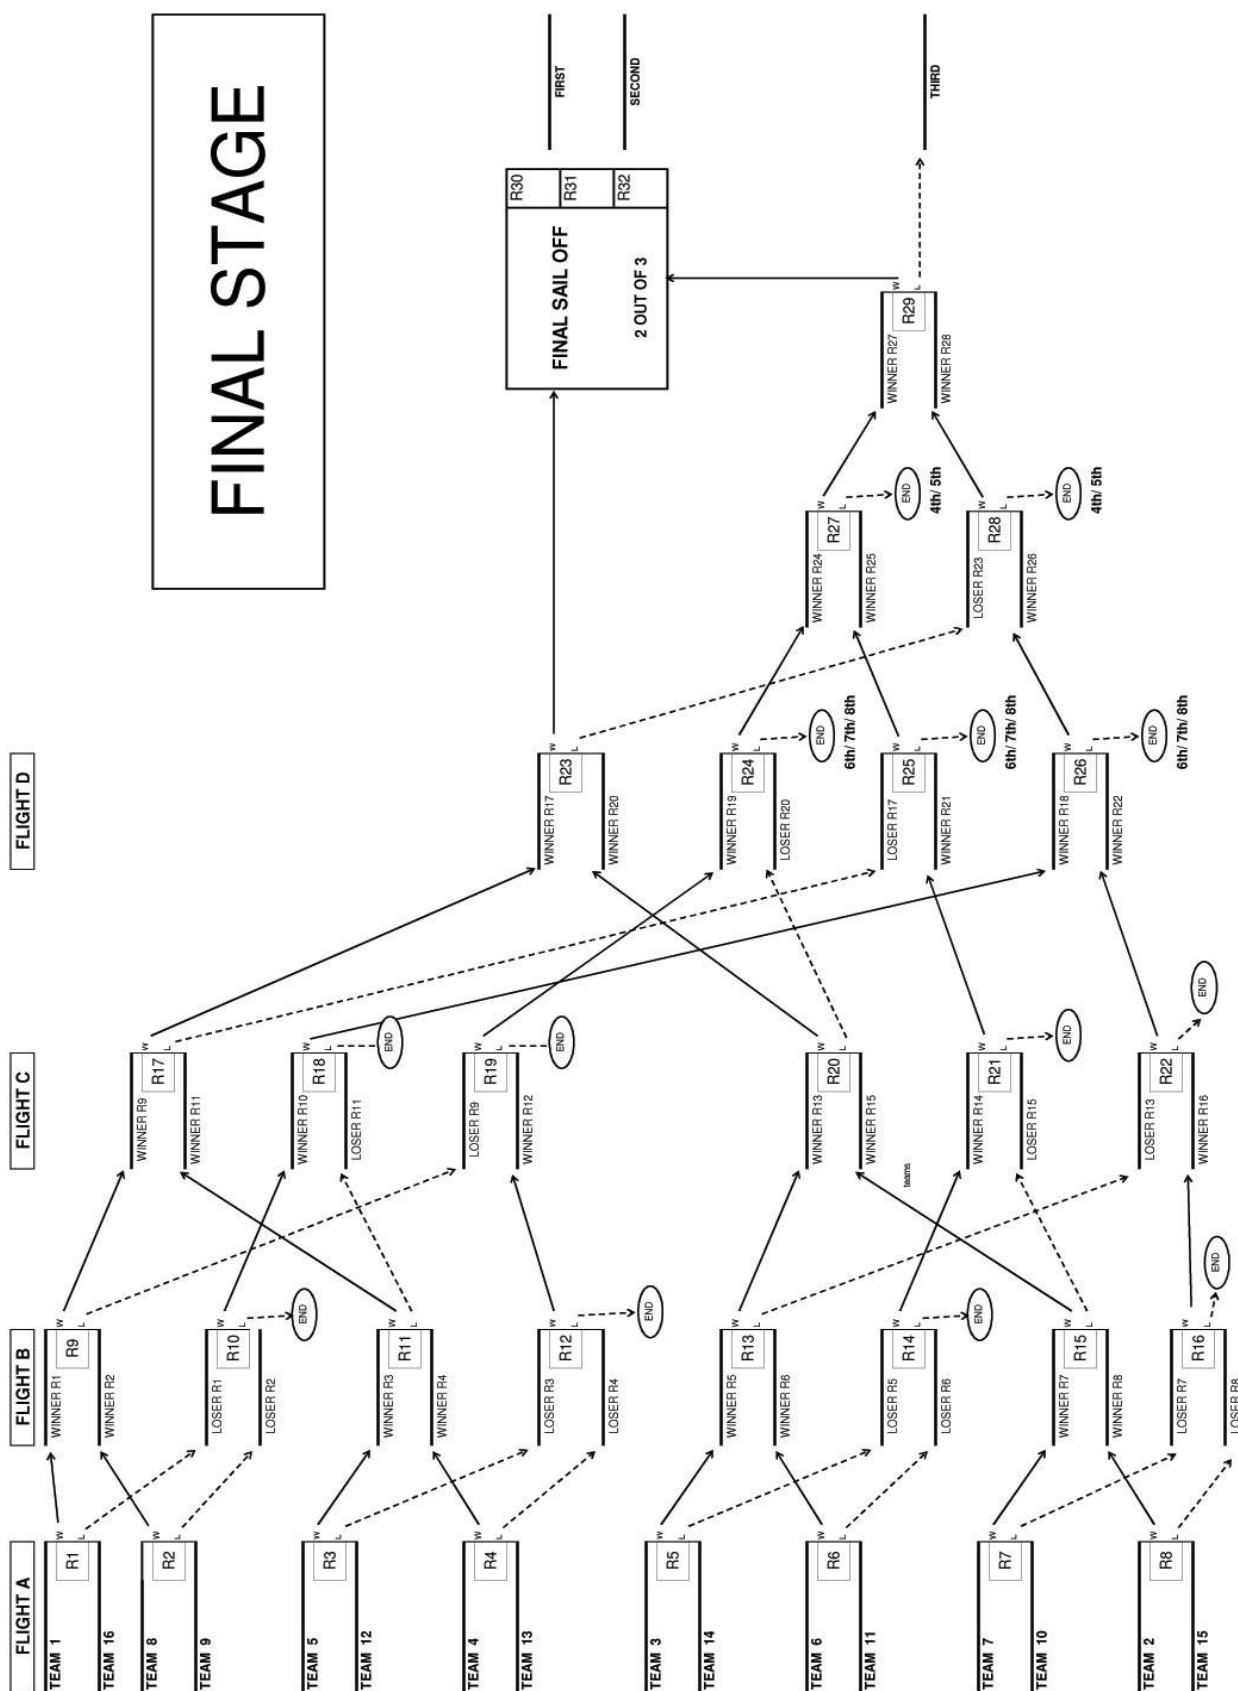 FINAL STAGE
FLIGHT A
FLIGHT B
FLIGHT C
FLIGHT D
TEAM 1
R1
W
L
TEAM 16
TEAM 8
R2
W
L
TEAM 9
TEAM 5
R3
W
L
TEAM 12
TEAM 4
R4
W
L
TEAM 13
TEAM 3
R5
W
L
TEAM 14
TEAM 6
R6
W
L
TEAM 11
TEAM 7
R7
W
L
TEAM 10
TEAM 2
R8
W
L
TEAM 15
WINNER R1
R9
W
L
WINNER R2
LOSER R1
R10
W
L
LOSER R2
END
WINNER R3
R11
W
L
WINNER R4
LOSER R3
R12
W
L
LOSER R4
END
WINNER R5
R13
W
L
WINNER R6
LOSER R5
R14
W
L
LOSER R6
END
WINNER R7
R15
W
L
WINNER R8
LOSER R7
R16
W
L
LOSER R8
END
WINNER R9
R17
W
L
WINNER R11
WINNER R10
R18
W
L
LOSER R11
END
LOSER R9
R19
W
L
WINNER R12
END
WINNER R13
R20
W
L
WINNER R15
teams
WINNER R14
R21
W
L
LOSER R15
END
LOSER R13
R22
W
L
WINNER R16
END
WINNER R17
R23
W
L
WINNER R20
WINNER R19
R24
W
L
LOSER R20
END
6th/ 7th/ 8th
LOSER R17
R25
W
L
WINNER R21
END
6th/ 7th/ 8th
WINNER R18
R26
W
L
WINNER R22
END
6th/ 7th/ 8th
WINNER R24
R27
W
L
WINNER R25
END
4th/ 5th
LOSER R23
R28
W
L
WINNER R26
END
4th/ 5th
WINNER R27
R29
W
L
WINNER R28
FINAL SAIL OFF
2 OUT OF 3
R30
R31
R32
FIRST
SECOND
THIRD